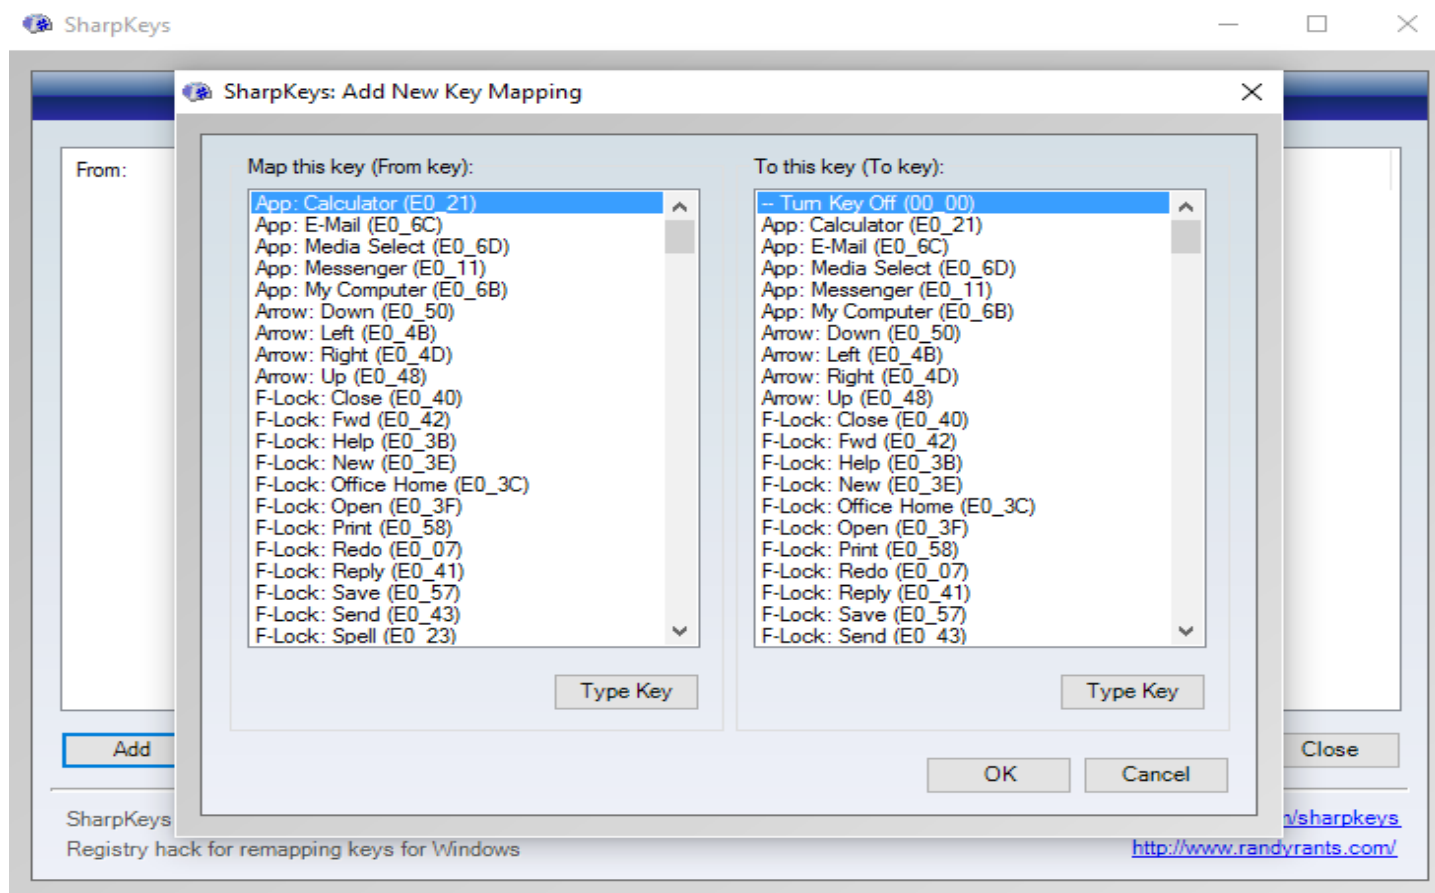 SharpKeys
SharpKeys: Add New Key Mapping
From:
Map this key (From key):
App: Calculator (E0_21)
App: E-Mail (E0_6C)
App: Media Select (E0_6D)
App: Messenger (E0_11)
App: My Computer (E0_6B)
Arrow: Down (E0_50)
Arrow: Left (E0_4B)
Arrow: Right (E0_4D)
Arrow: Up (E0_48)
F-Lock: Close (E0_40)
F-Lock: Fwd (E0_42)
F-Lock: Help (E0_3B)
F-Lock: New (E0_3E)
F-Lock: Office Home (E0_3C)
F-Lock: Open (E0_3F)
F-Lock: Print (E0_58)
F-Lock: Redo (E0_07)
F-Lock: Reply (E0_41)
F-Lock: Save (E0_57)
F-Lock: Send (E0_43)
F-Lock: Spell (E0_23)
Type Key
To this key (To key):
-- Turn Key Off (00_00)
App: Calculator (E0_21)
App: E-Mail (E0_6C)
App: Media Select (E0_6D)
App: Messenger (E0_11)
App: My Computer (E0_6B)
Arrow: Down (E0_50)
Arrow: Left (E0_4B)
Arrow: Right (E0_4D)
Arrow: Up (E0_48)
F-Lock: Close (E0_40)
F-Lock: Fwd (E0_42)
F-Lock: Help (E0_3B)
F-Lock: New (E0_3E)
F-Lock: Office Home (E0_3C)
F-Lock: Open (E0_3F)
F-Lock: Print (E0_58)
F-Lock: Redo (E0_07)
F-Lock: Reply (E0_41)
F-Lock: Save (E0_57)
F-Lock: Send (E0_43)
Type Key
OK
Cancel
Add
Close
SharpKeys
/sharpkeys
Registry hack for remapping keys for Windows
http://www.randyrants.com/